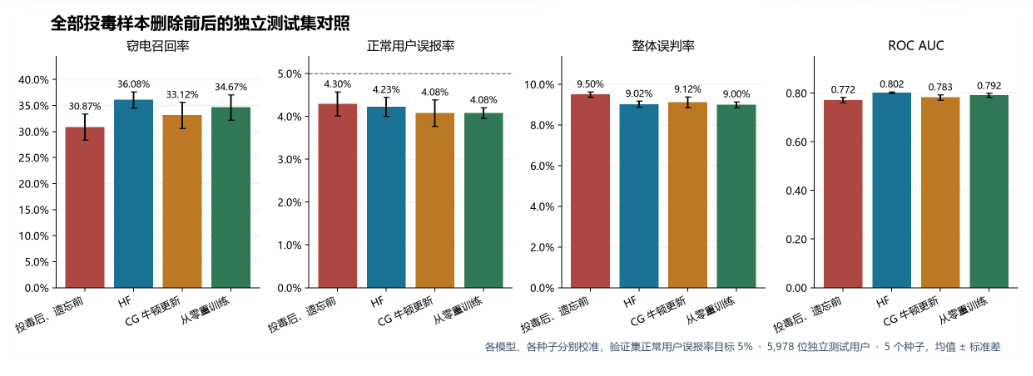 全部投毒样本删除前后的独立测试集对照
窃电召回率
40.0%
35.0%
30.0%
25.0%
20.0%
15.0%
10.0%
5.0%
0.0%
30.87%
36.08%
33.12%
34.67%
投毒后、遗忘前
HF
CG 牛顿更新
从零重训练
正常用户误报率
5.0%
4.0%
3.0%
2.0%
1.0%
0.0%
4.30%
4.23%
4.08%
4.08%
投毒后、遗忘前
HF
CG 牛顿更新
从零重训练
整体误判率
10.0%
8.0%
6.0%
4.0%
2.0%
0.0%
9.50%
9.02%
9.12%
9.00%
投毒后、遗忘前
HF
CG 牛顿更新
从零重训练
ROC AUC
0.80
0.60
0.40
0.20
0.00
0.772
0.802
0.783
0.792
投毒后、遗忘前
HF
CG 牛顿更新
从零重训练
各模型、各种子分别校准，验证集正常用户误报率目标 5% · 5,978 位独立测试用户 · 5 个种子，均值 ± 标准差